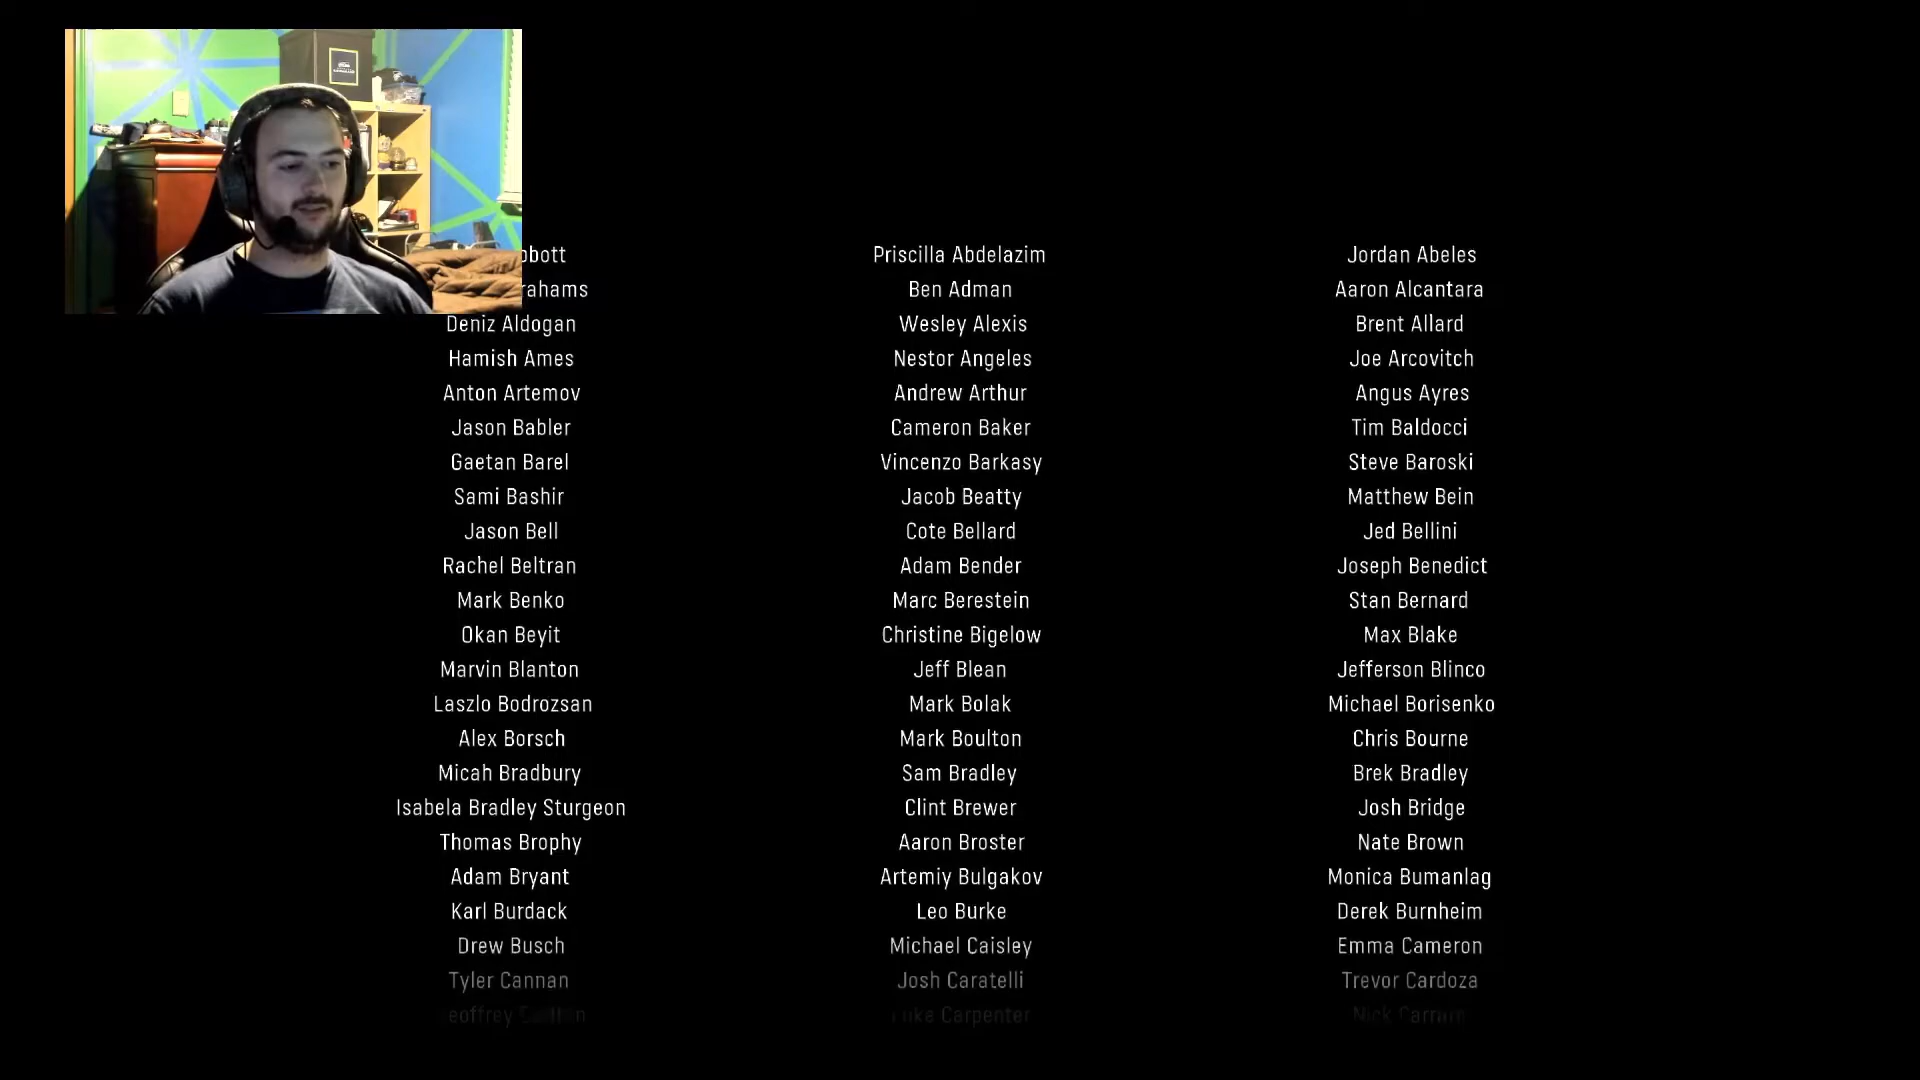 Priscilla Abdelazim
Jordan Abeles
Ben Adman
Aaron Alcantara
Deniz Aldogan
Wesley Alexis
Brent Allard
Hamish Ames
Nestor Angeles
Joe Arcovitch
Anton Artemov
Andrew Arthur
Angus Ayres
Jason Babler
Cameron Baker
Tim Baldocci
Gaetan Barel
Vincenzo Barkasy
Steve Baroski
Sami Bashir
Jacob Beatty
Matthew Bein
Jason Bell
Cote Bellard
Jed Bellini
Rachel Beltran
Adam Bender
Joseph Benedict
Mark Benko
Marc Berestein
Stan Bernard
Okan Beyit
Christine Bigelow
Max Blake
Marvin Blanton
Jeff Blean
Jefferson Blinco
Laszlo Bodrozsan
Mark Bolak
Michael Borisenko
Alex Borsch
Mark Boulton
Chris Bourne
Micah Bradbury
Sam Bradley
Brek Bradley
Isabela Bradley Sturgeon
Clint Brewer
Josh Bridge
Thomas Brophy
Aaron Broster
Nate Brown
Adam Bryant
Artemiy Bulgakov
Monica Bumanlag
Karl Burdack
Leo Burke
Derek Burnheim
Drew Busch
Michael Caisley
Emma Cameron
Tyler Cannan
Josh Caratelli
Trevor Cardoza
Carpenter
Nick